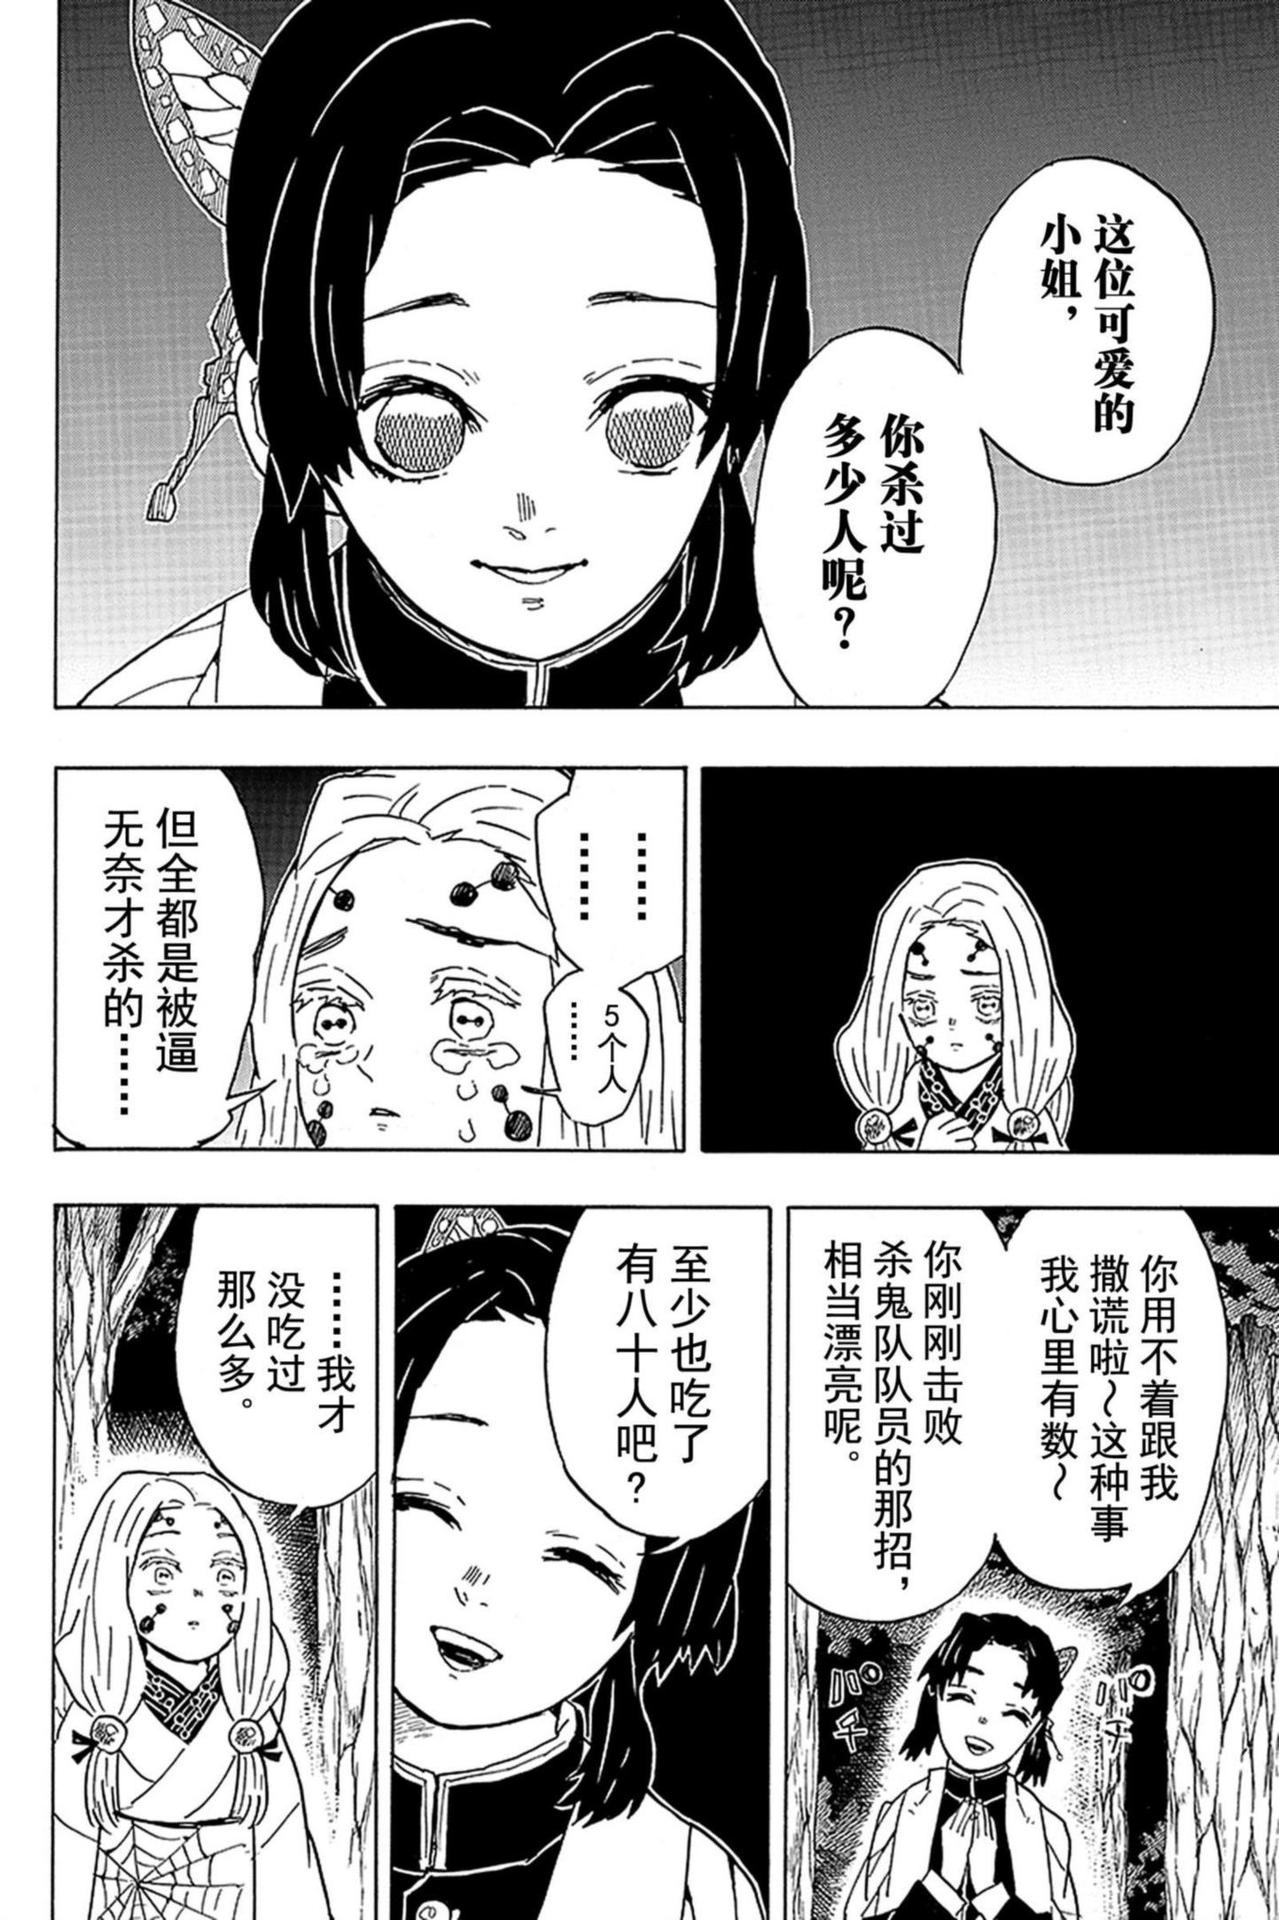 这位可爱的
小姐，
你杀过
多少人呢？
………
………
5个人
……
但全都是被逼
无奈才杀的……
你用不着跟我
撒谎啦～这种事
我心里有数～
你刚刚击败
杀鬼队队员的那招，
相当漂亮呢。
パチ
パチ
至少也吃了
有八十人吧？
……我才
没吃过
那么多。